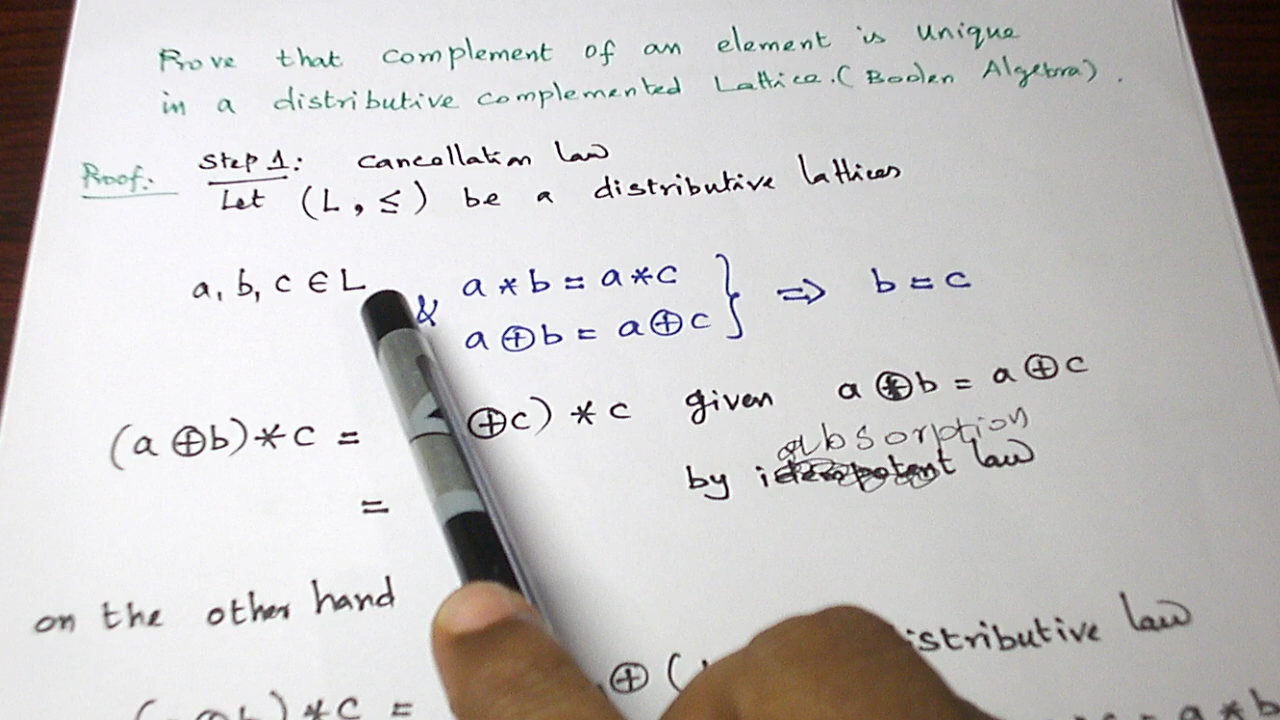 Prove that complement of an element is unique
in a distributive complemented Lattice. (Boolen Algebra).
Proof: Step 1: Cancellation law
Let (L, ≤) be a distributive lattices
a, b, c ∈ L & a * b = a * c } ⇒ b = c
a ⊕ b = a ⊕ c
(a ⊕ b) * c = ⊕ c) * c given a ⊕ b = a ⊕ c
= by absorption law
on the other hand
) * c = ⊕ ( distributive law
= a * b